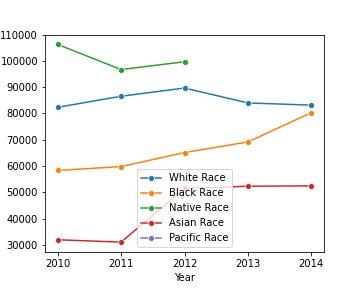 110000
100000
90000
80000
70000
60000
50000
40000
30000
White Race
Black Race
Native Race
Asian Race
Pacific Race
2010 2011 2012 2013 2014
Year